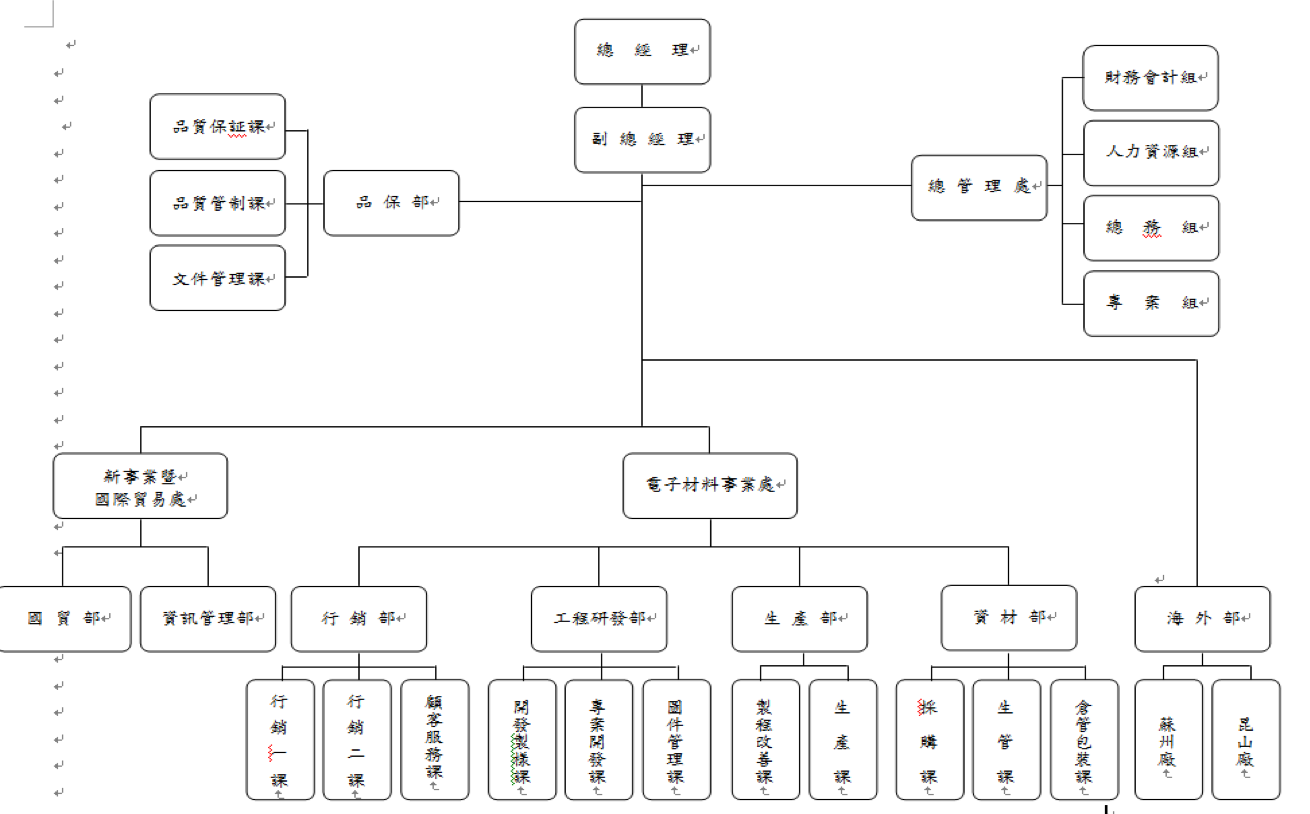 總 經 理
副 總 經 理
品質保証課
品質管制課
文件管理課
品 保 部
總 管 理 處
財務會計組
人力資源組
總 務 組
專 案 組
新事業暨
國際貿易處
電子材料事業處
國 貿 部
資訊管理部
行 銷 部
工程研發部
生 產 部
資 材 部
海 外 部
行銷一課
行銷二課
顧客服務課
開發製樣課
專案開發課
圖件管理課
製程改善課
生產課
採購課
生管課
倉管包裝課
蘇州廠
昆山廠